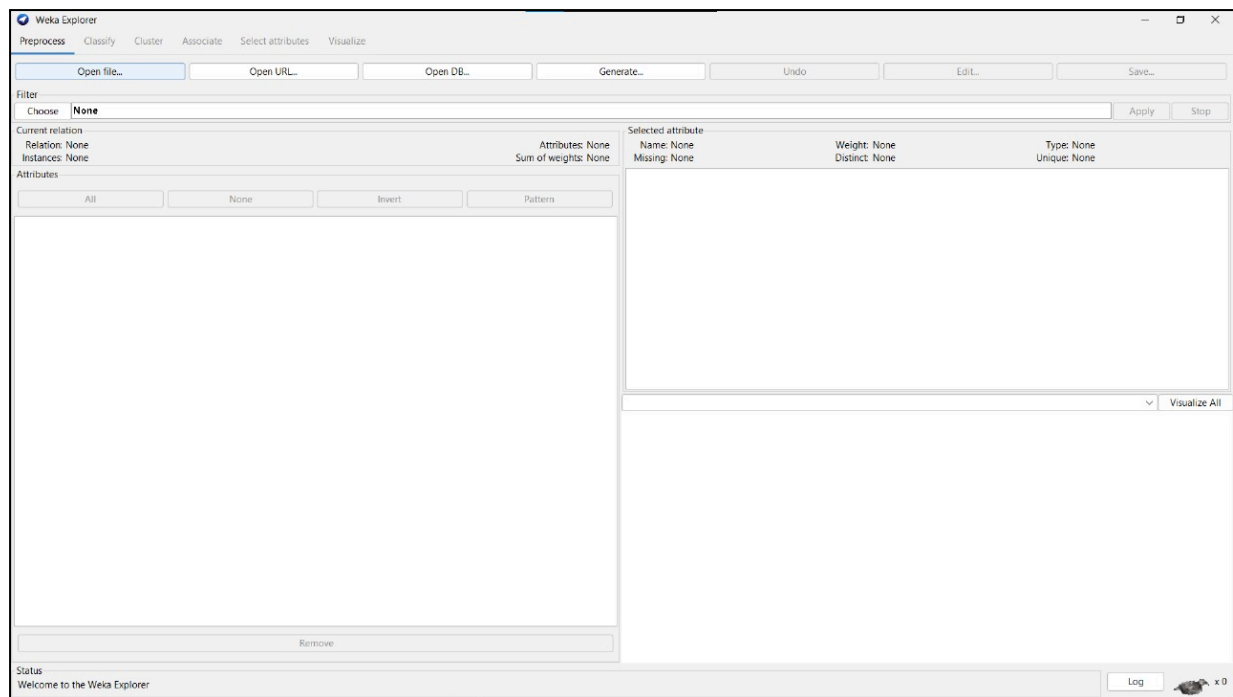 Weka Explorer
Preprocess Classify Cluster Associate Select attributes Visualize
Open file... Open URL... Open DB... Generate... Undo Edit... Save...
Filter
Choose None Apply Stop
Current relation
Relation: None Attributes: None
Instances: None Sum of weights: None
Selected attribute
Name: None Weight: None Type: None
Missing: None Distinct: None Unique: None
Attributes
All None Invert Pattern
Visualize All
Remove
Status
Welcome to the Weka Explorer
Log x 0